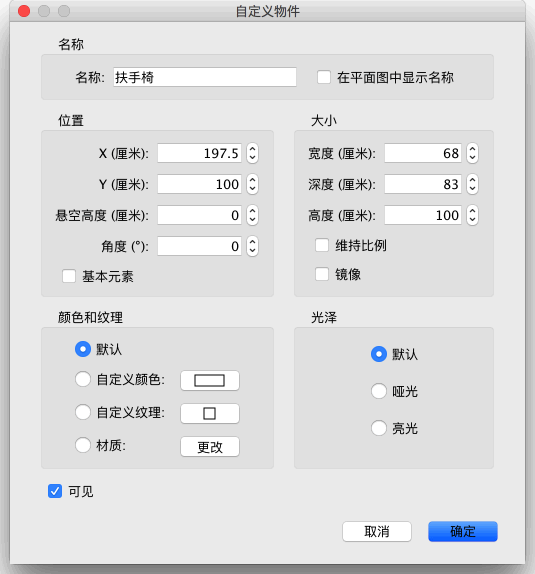 自定义物件
名称
名称: 扶手椅 在平面图中显示名称
位置
X (厘米): 197.5
Y (厘米): 100
悬空高度 (厘米): 0
角度 (°): 0
基本元素
大小
宽度 (厘米): 68
深度 (厘米): 83
高度 (厘米): 100
维持比例
镜像
颜色和纹理
默认
自定义颜色:
自定义纹理:
材质: 更改
光泽
默认
哑光
亮光
可见
取消 确定